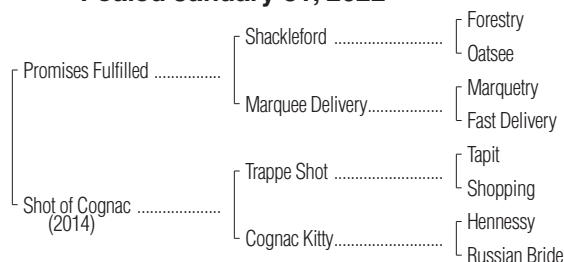 Foaled January 31, 2022
Forestry
Shackleford ........................
Oatsee
Promises Fulfilled ...............
Marquetry
Marquee Delivery.................
Fast Delivery
Tapit
Trappe Shot ........................
Shopping
Shot of Cognac ..................
(2014)
Hennessy
Cognac Kitty........................
Russian Bride